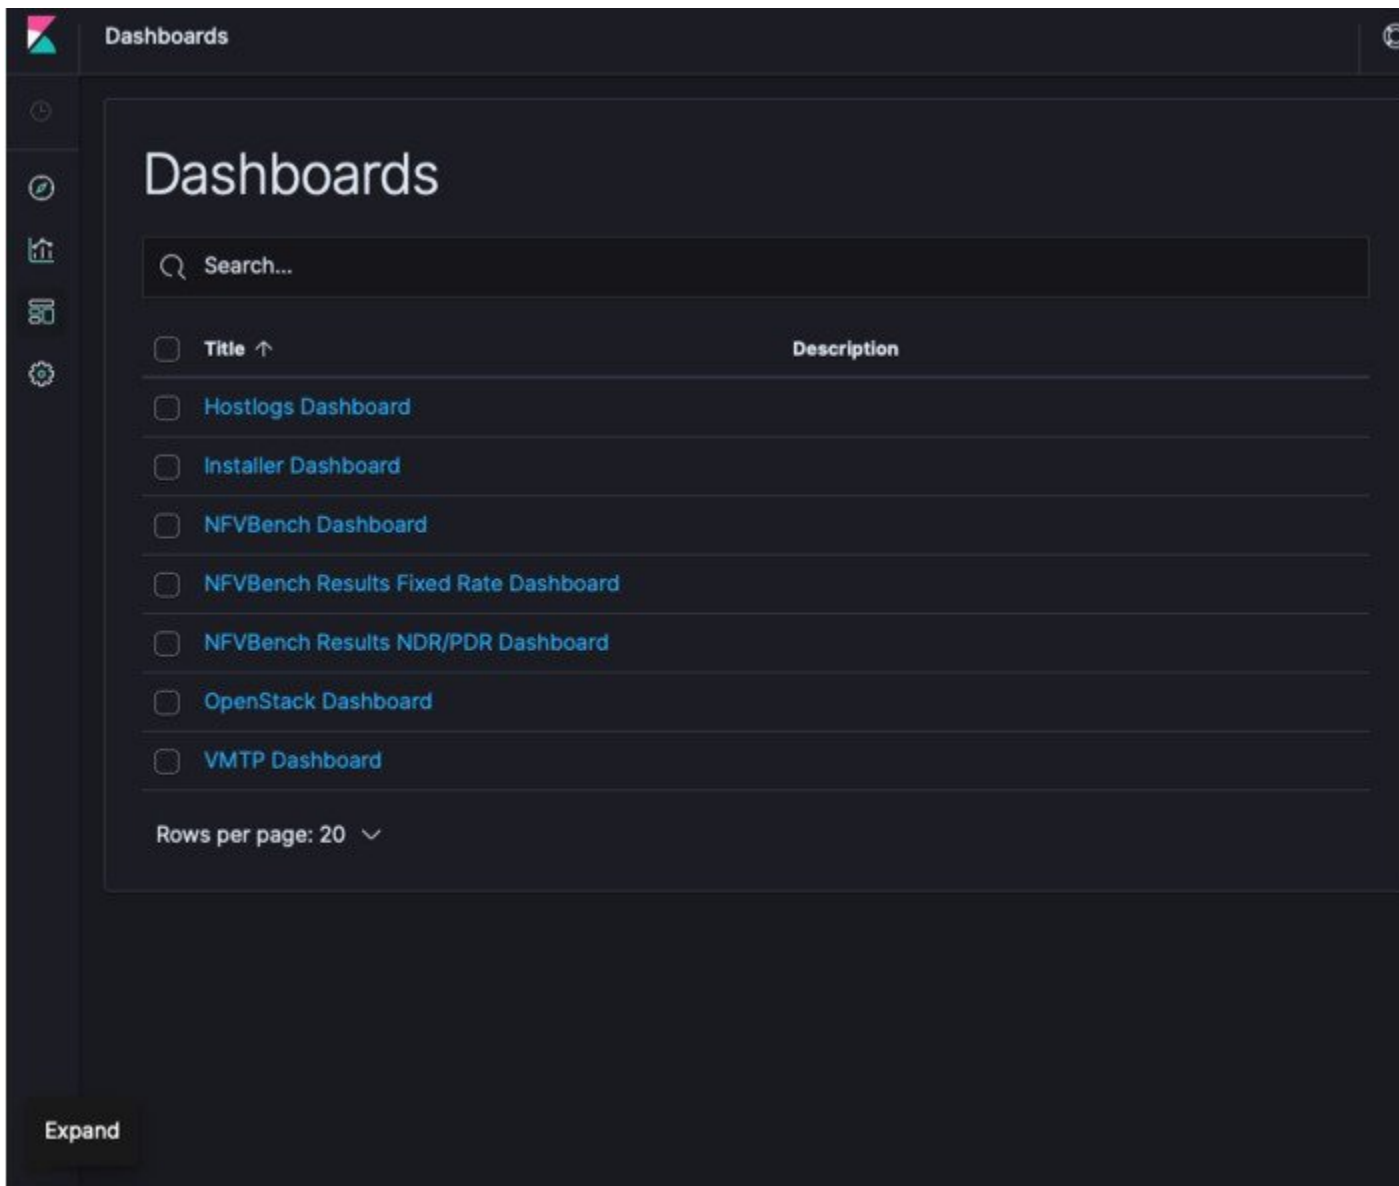 Dashboards
Dashboards
Search...
Title Description
Hostlogs Dashboard
Installer Dashboard
NFVBench Dashboard
NFVBench Results Fixed Rate Dashboard
NFVBench Results NDR/PDR Dashboard
OpenStack Dashboard
VMTP Dashboard
Rows per page: 20
Expand